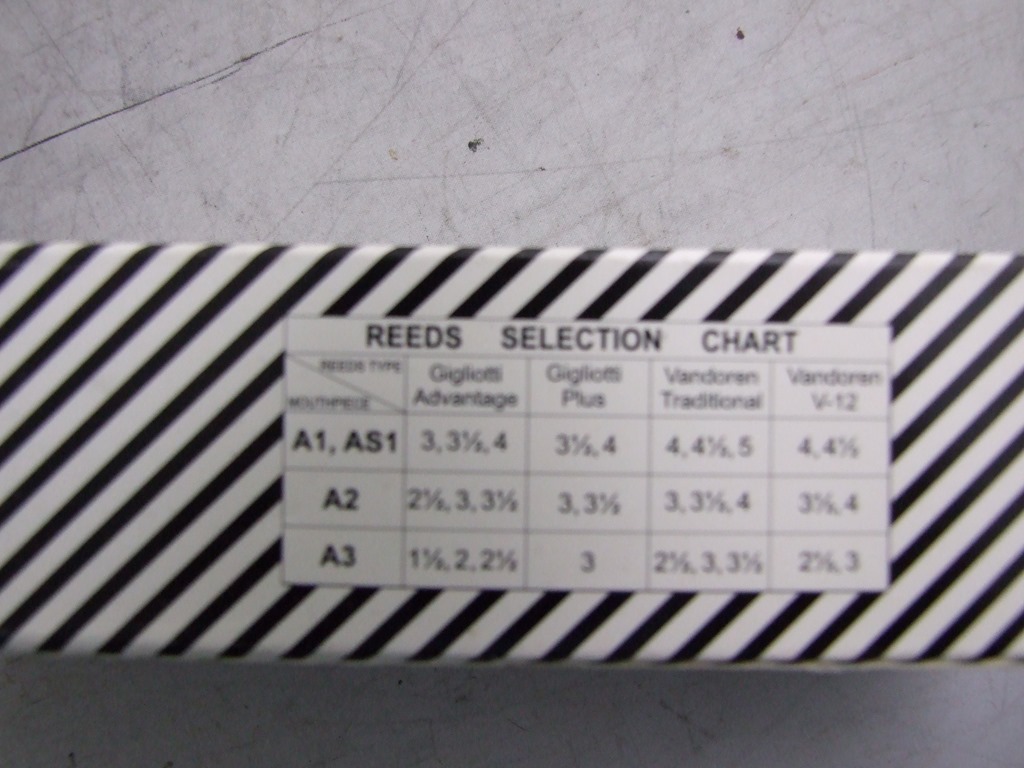 REEDS SELECTION CHART
REEDS TYPE
MOUTHPIECE
Gigliotti Advantage
Gigliotti Plus
Vandoren Traditional
Vandoren V-12
A1, AS1 3, 3½, 4 3½, 4 4, 4½, 5 4, 4½
A2 2½, 3, 3½ 3, 3½ 3, 3½, 4 3½, 4
A3 1½, 2, 2½ 3 2½, 3, 3½ 2½, 3